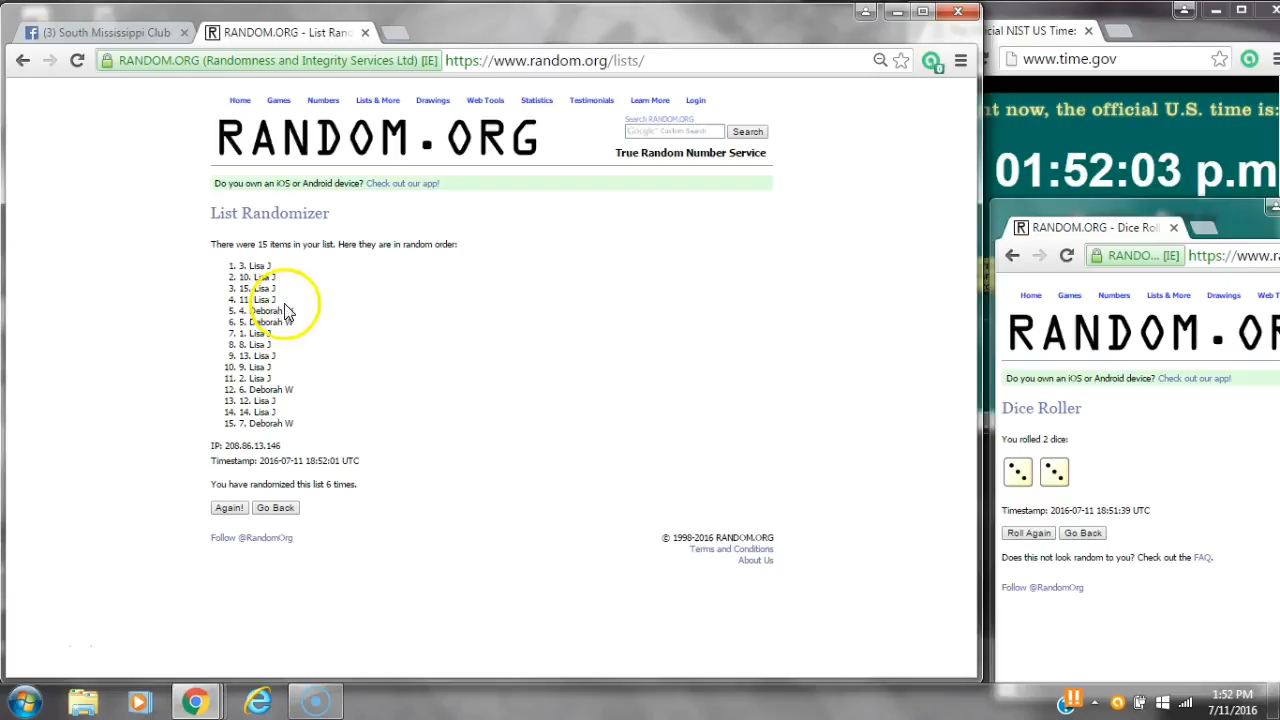 (3) South Mississippi Club
RANDOM.ORG - List Ran
RANDOM.ORG (Randomness and Integrity Services Ltd) [IE]
https://www.random.org/lists/
Home Games Numbers Lists & More Drawings Web Tools Statistics Testimonials Learn More Login
RANDOM.ORG
Search RANDOM.ORG
Google Custom Search
Search
True Random Number Service
Do you own an iOS or Android device? Check out our app!
List Randomizer
There were 15 items in your list. Here they are in random order:
1. 3. Lisa J
2. 10. Lisa J
3. 15. Lisa J
4. 11. Lisa J
5. 4. Deborah
6. 5. Deborah W
7. 1. Lisa J
8. 8. Lisa J
9. 13. Lisa J
10. 9. Lisa J
11. 2. Lisa J
12. 6. Deborah W
13. 12. Lisa J
14. 14. Lisa J
15. 7. Deborah W
IP: 208.86.13.146
Timestamp: 2016-07-11 18:52:01 UTC
You have randomized this list 6 times.
Again! Go Back
Follow @RandomOrg
© 1998-2016 RANDOM.ORG
Terms and Conditions
About Us
cial NIST US Time:
www.time.gov
nt now, the official U.S. time is:
01:52:03 p.m
RANDOM.ORG - Dice Rol
RANDO... [IE]
https://www.ra
Home Games Numbers Lists & More Drawings Web T
RANDOM.OR
Do you own an iOS or Android device? Check out our app!
Dice Roller
You rolled 2 dice:
Timestamp: 2016-07-11 18:51:39 UTC
Roll Again Go Back
Does this not look random to you? Check out the FAQ.
Follow @RandomOrg
1:52 PM
7/11/2016